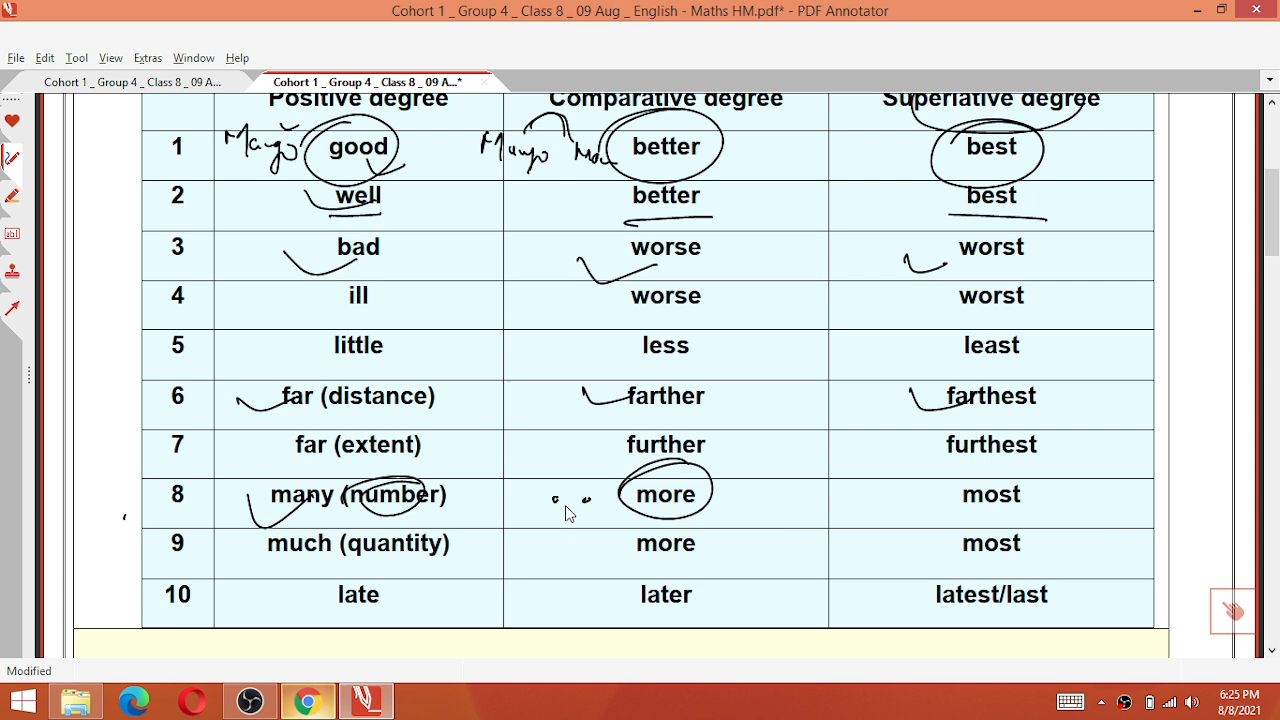 Cohort 1 _ Group 4 _ Class 8 _ 09 Aug _ English - Maths HM.pdf* - PDF Annotator
File Edit Tool View Extras Window Help
Cohort 1 _ Group 4 _ Class 8 _ 09 A... Cohort 1 _ Group 4 _ Class 8 _ 09 A...*
Positive degree Comparative degree Superlative degree
1 Mango good Mango better best
2 well better best
3 bad worse worst
4 ill worse worst
5 little less least
6 far (distance) farther farthest
7 far (extent) further furthest
8 many (number) more most
9 much (quantity) more most
10 late later latest/last
Modified
6:25 PM
8/8/2021